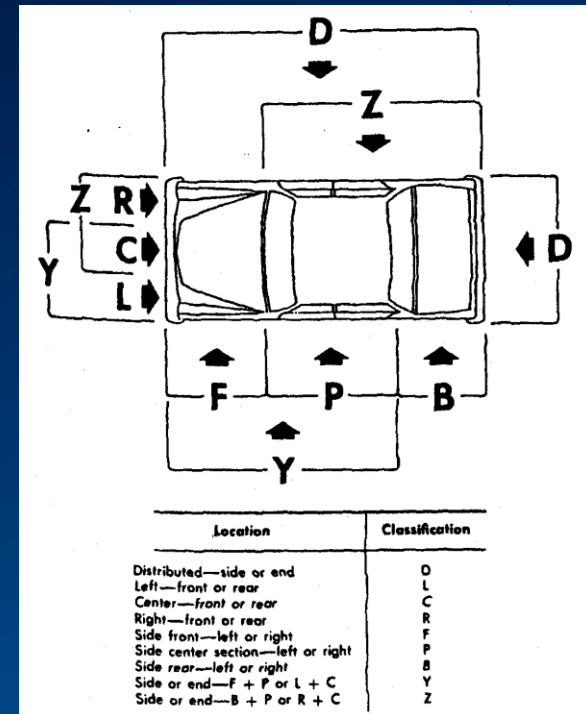 D
Z
Z R
C
Y
L
D
F P B
Y
Location Classification
Distributed—side or end D
Left—front or rear L
Center—front or rear C
Right—front or rear R
Side front—left or right F
Side center section—left or right P
Side rear—left or right B
Side or end—F + P or L + C Y
Side or end—B + P or R + C Z